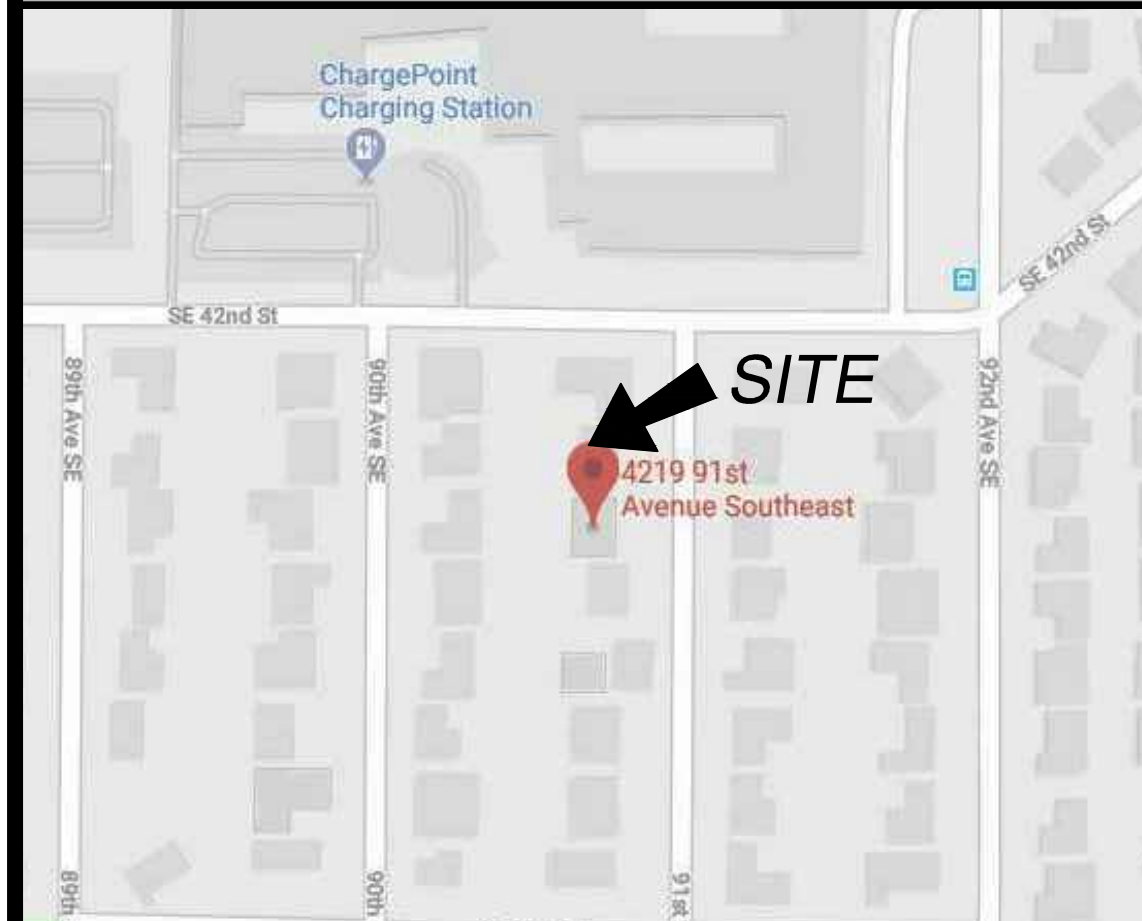 ChargePoint
Charging Station
SE 42nd St
SE 42nd St
SITE
89th Ave SE
90th Ave SE
92nd Ave SE
4219 91st
Avenue Southeast
89th
90th
91st